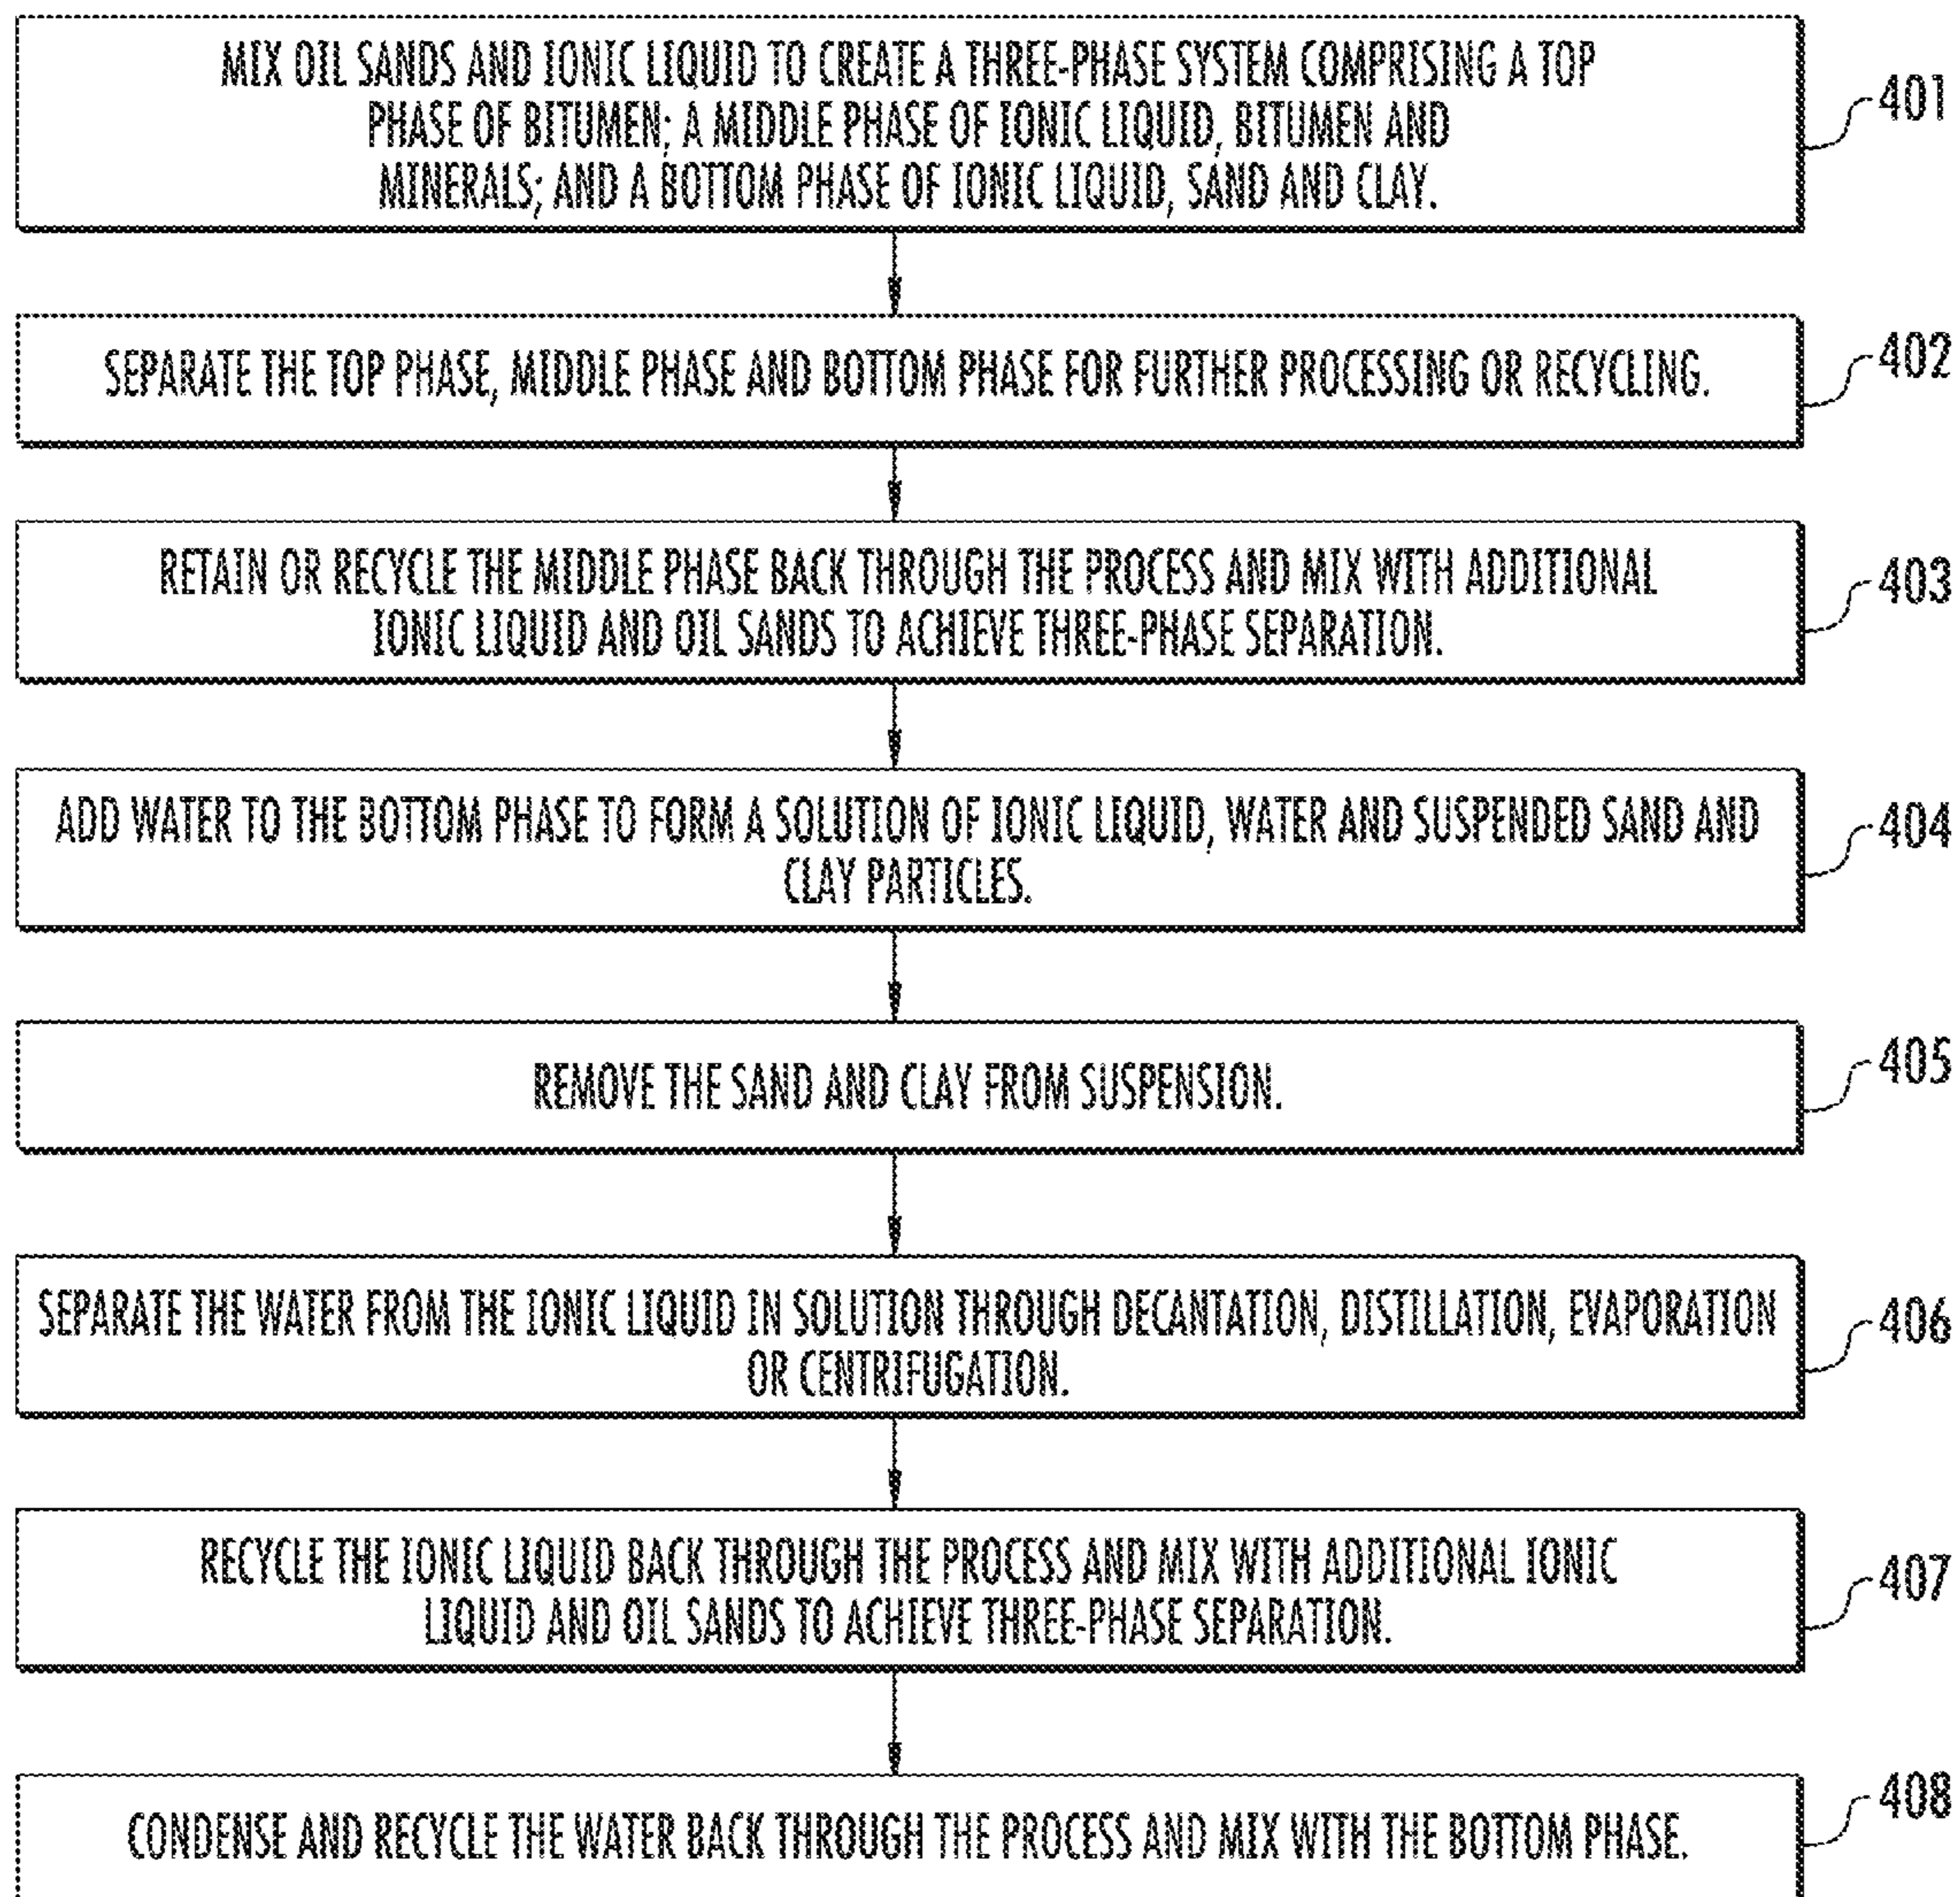 MIX OIL SANDS AND IONIC LIQUID TO CREATE A THREE-PHASE SYSTEM COMPRISING A TOP
PHASE OF BITUMEN; A MIDDLE PHASE OF IONIC LIQUID, BITUMEN AND
MINERALS; AND A BOTTOM PHASE OF IONIC LIQUID, SAND AND CLAY.
401
SEPARATE THE TOP PHASE, MIDDLE PHASE AND BOTTOM PHASE FOR FURTHER PROCESSING OR RECYCLING.
402
RETAIN OR RECYCLE THE MIDDLE PHASE BACK THROUGH THE PROCESS AND MIX WITH ADDITIONAL
IONIC LIQUID AND OIL SANDS TO ACHIEVE THREE-PHASE SEPARATION.
403
ADD WATER TO THE BOTTOM PHASE TO FORM A SOLUTION OF IONIC LIQUID, WATER AND SUSPENDED SAND AND
CLAY PARTICLES.
404
REMOVE THE SAND AND CLAY FROM SUSPENSION.
405
SEPARATE THE WATER FROM THE IONIC LIQUID IN SOLUTION THROUGH DECANTATION, DISTILLATION, EVAPORATION
OR CENTRIFUGATION.
406
RECYCLE THE IONIC LIQUID BACK THROUGH THE PROCESS AND MIX WITH ADDITIONAL IONIC
LIQUID AND OIL SANDS TO ACHIEVE THREE-PHASE SEPARATION.
407
CONDENSE AND RECYCLE THE WATER BACK THROUGH THE PROCESS AND MIX WITH THE BOTTOM PHASE.
408